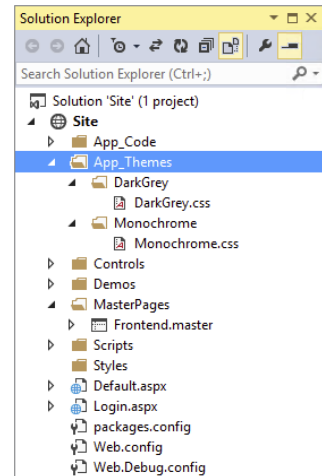 Solution Explorer
Search Solution Explorer (Ctrl+;)
Solution 'Site' (1 project)
Site
App_Code
App_Themes
DarkGrey
DarkGrey.css
Monochrome
Monochrome.css
Controls
Demos
MasterPages
Frontend.master
Scripts
Styles
Default.aspx
Login.aspx
packages.config
Web.config
Web.Debug.config